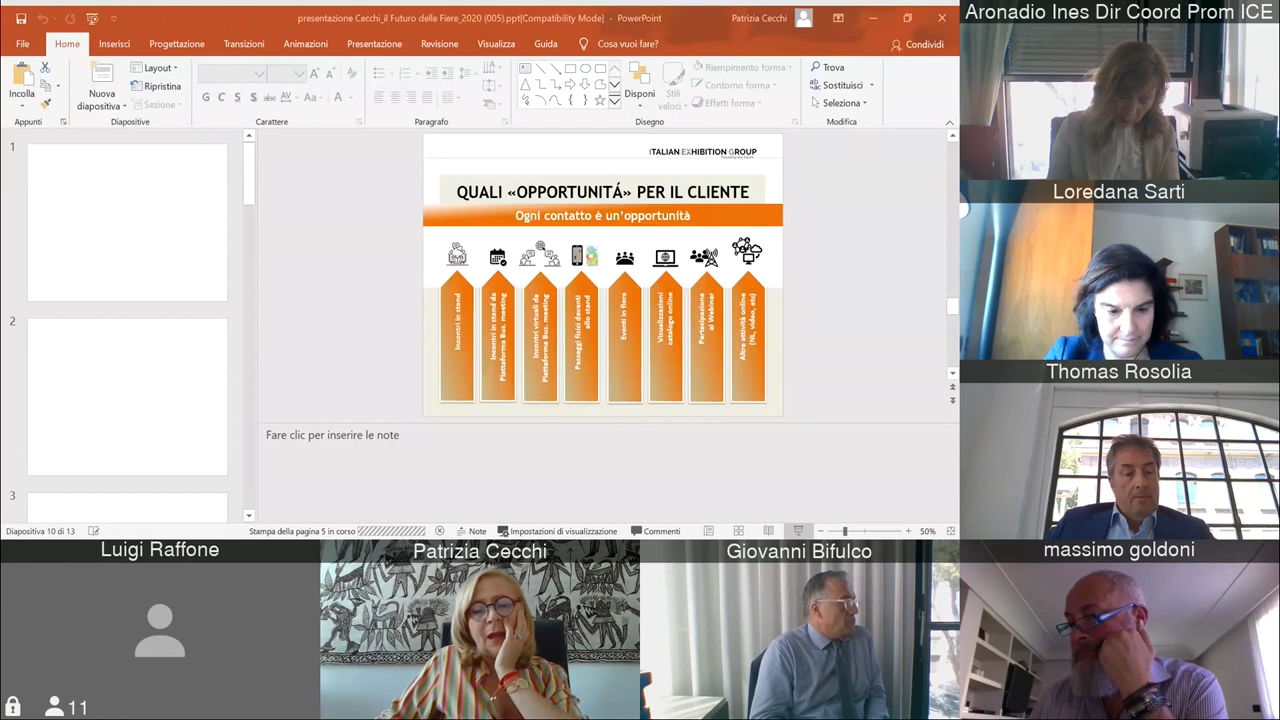 presentazione Cecchi_il Futuro delle Fiere_2020 (005).ppt[Compatibility Mode] - PowerPoint
Patrizia Cecchi
File
Home
Inserisci
Progettazione
Transizioni
Animazioni
Presentazione
Revisione
Visualizza
Guida
Cosa vuoi fare?
Condividi
Incolla
Nuova
diapositiva
Layout
Ripristina
Sezione
G C S S abc AV Aa A
Disponi
Stili
veloci
Riempimento forma
Contorno forma
Effetti forma
Trova
Sostituisci
Seleziona
Appunti
Diapositive
Carattere
Paragrafo
Disegno
Modifica
1
2
3
ITALIAN EXHIBITION GROUP
QUALI «OPPORTUNITÁ» PER IL CLIENTE
Ogni contatto è un'opportunità
Incontri in stand
Incontri in stand da
Piattaforma Bus. meeting
Incontri virtuali da
Piattaforma Bus. meeting
Passaggi fisici davanti
allo stand
Eventi in fiera
Visualizzazioni
catalogo online
Partecipazione
ai Webinar
Altre attività online
(NL, video, etc)
Fare clic per inserire le note
Diapositiva 10 di 13
Stampa della pagina 5 in corso
Note
Impostazioni di visualizzazione
Commenti
50%
Aronadio Ines Dir Coord Prom ICE
Loredana Sarti
Thomas Rosolia
Luigi Raffone
Patrizia Cecchi
Giovanni Bifulco
massimo goldoni
11